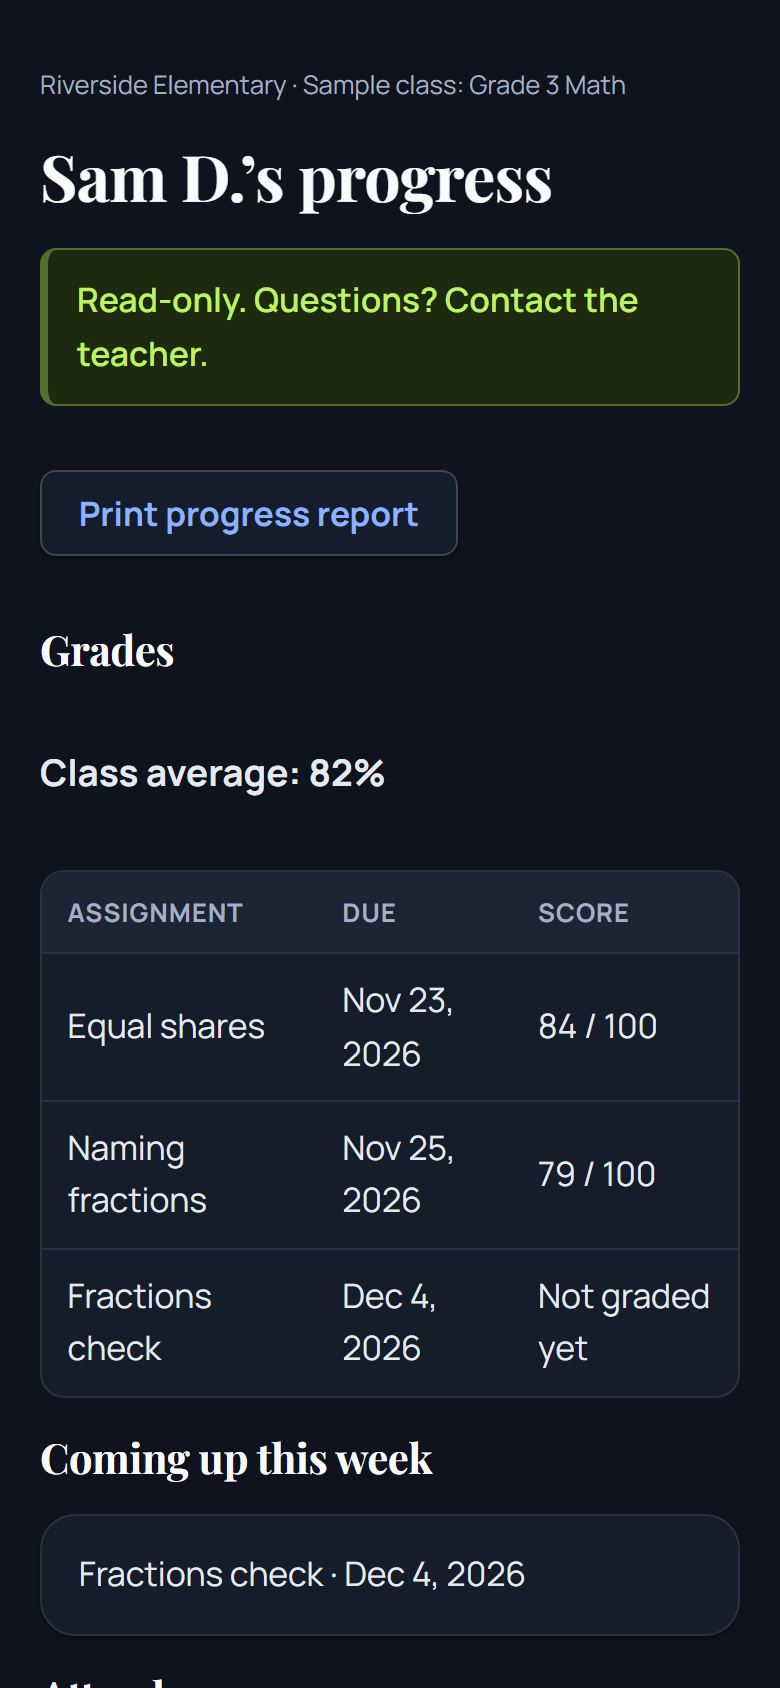 Riverside Elementary · Sample class: Grade 3 Math
Sam D.’s progress
Read-only. Questions? Contact the
teacher.
Print progress report
Grades
Class average: 82%
ASSIGNMENT DUE SCORE
Equal shares Nov 23, 2026 84 / 100
Naming fractions Nov 25, 2026 79 / 100
Fractions check Dec 4, 2026 Not graded yet
Coming up this week
Fractions check · Dec 4, 2026